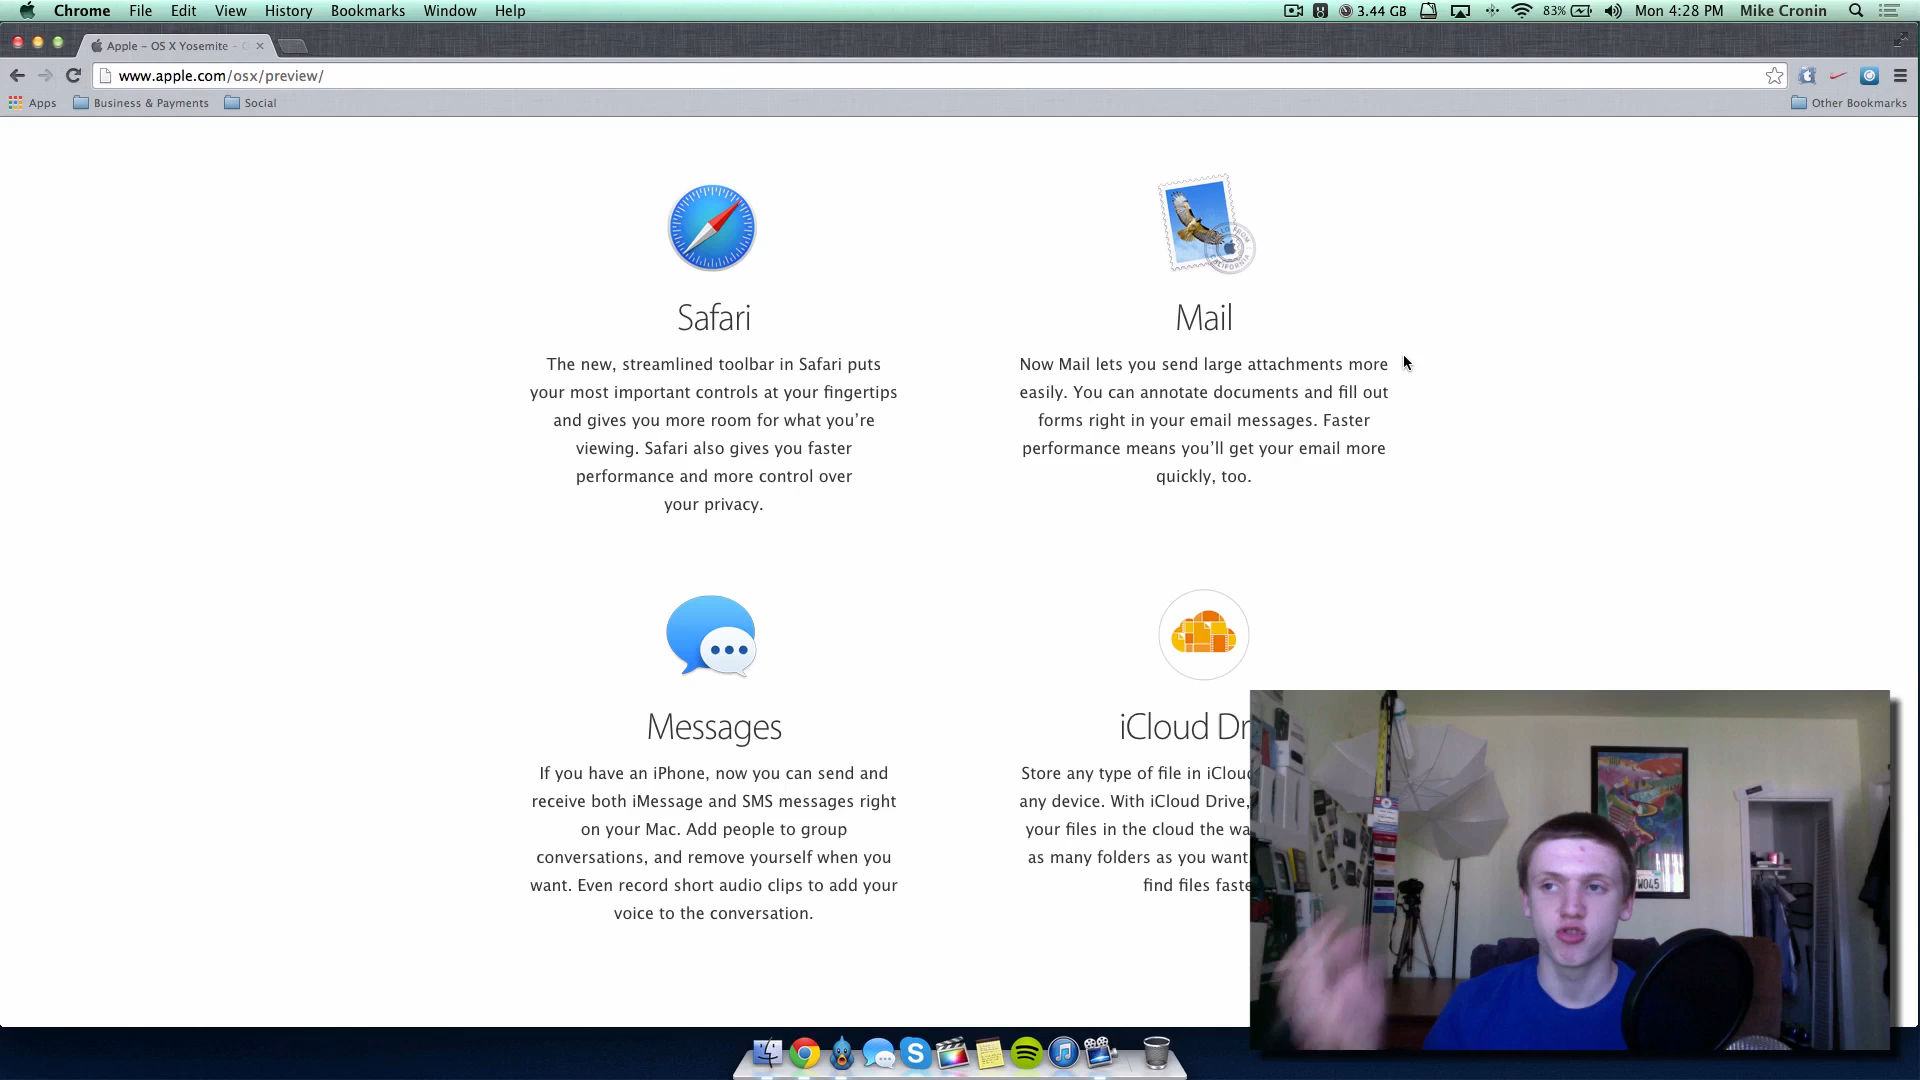 Chrome File Edit View History Bookmarks Window Help 3.44 GB 83% Mon 4:28 PM Mike Cronin
Apple – OS X Yosemite –
www.apple.com/osx/preview/
Apps Business & Payments Social Other Bookmarks
Safari
The new, streamlined toolbar in Safari puts
your most important controls at your fingertips
and gives you more room for what you’re
viewing. Safari also gives you faster
performance and more control over
your privacy.
CALIFORNIA
Mail
Now Mail lets you send large attachments more
easily. You can annotate documents and fill out
forms right in your email messages. Faster
performance means you’ll get your email more
quickly, too.
Messages
If you have an iPhone, now you can send and
receive both iMessage and SMS messages right
on your Mac. Add people to group
conversations, and remove yourself when you
want. Even record short audio clips to add your
voice to the conversation.
iCloud Dr
Store any type of file in iCloud
any device. With iCloud Drive,
your files in the cloud the wa
as many folders as you want
find files faste